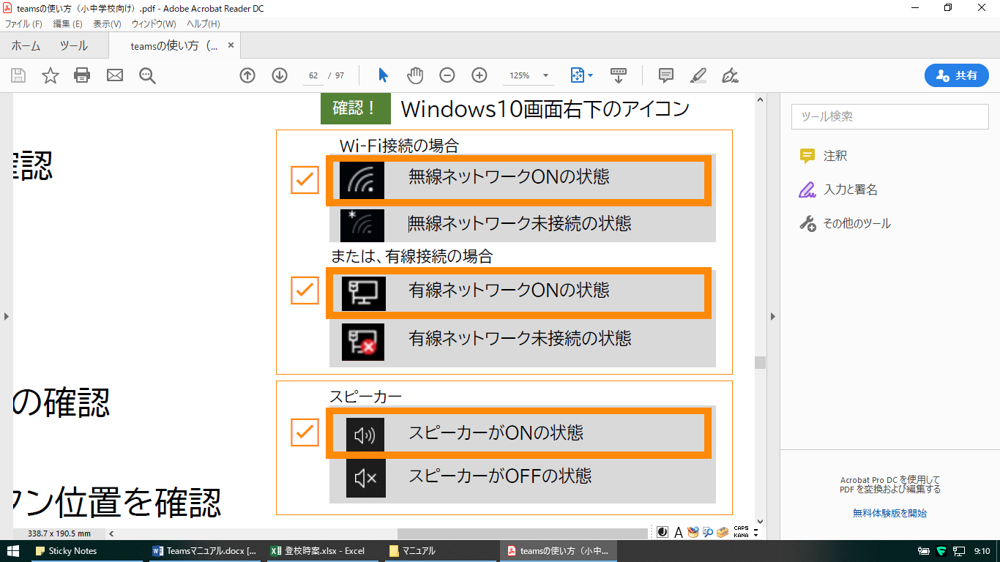 teamsの使い方（小中学校向け）.pdf - Adobe Acrobat Reader DC
ファイル(F) 編集(E) 表示(V) ウィンドウ(W) ヘルプ(H)
ホーム ツール teamsの使い方（... ×
62 / 97 125% 共有
確認！ Windows10画面右下のアイコン
ツール検索
Wi-Fi接続の場合
確認
無線ネットワークONの状態
注釈
入力と署名
無線ネットワーク未接続の状態
その他のツール
または、有線接続の場合
有線ネットワークONの状態
有線ネットワーク未接続の状態
スピーカー
の確認
スピーカーがONの状態
スピーカーがOFFの状態
タン位置を確認
Acrobat Pro DC を使用して
PDF を変換および編集する
無料体験版を開始
338.7 x 190.5 mm
A CAPS
KANA
Sticky Notes Teamsマニュアル.docx [... 登校時案.xlsx - Excel マニュアル teamsの使い方（小中... 9:10